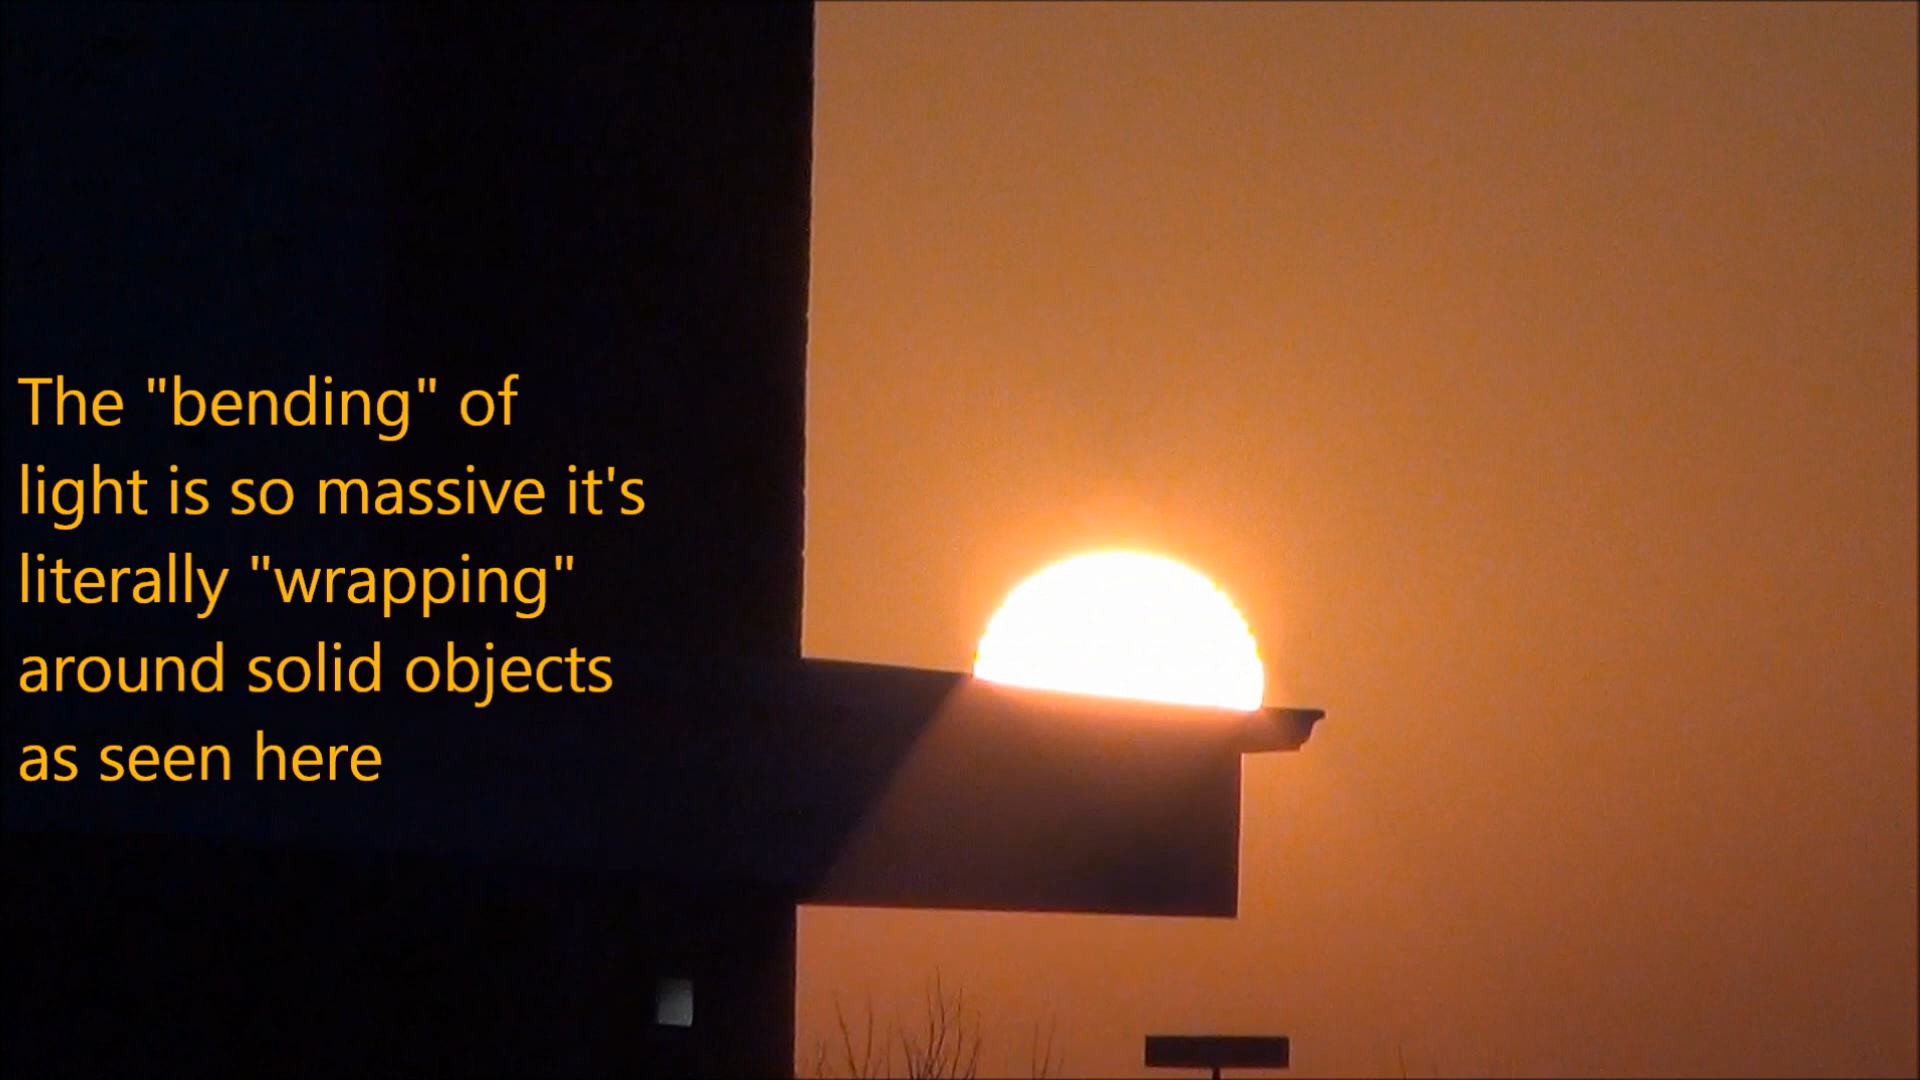 The "bending" of
light is so massive it's
literally "wrapping"
around solid objects
as seen here